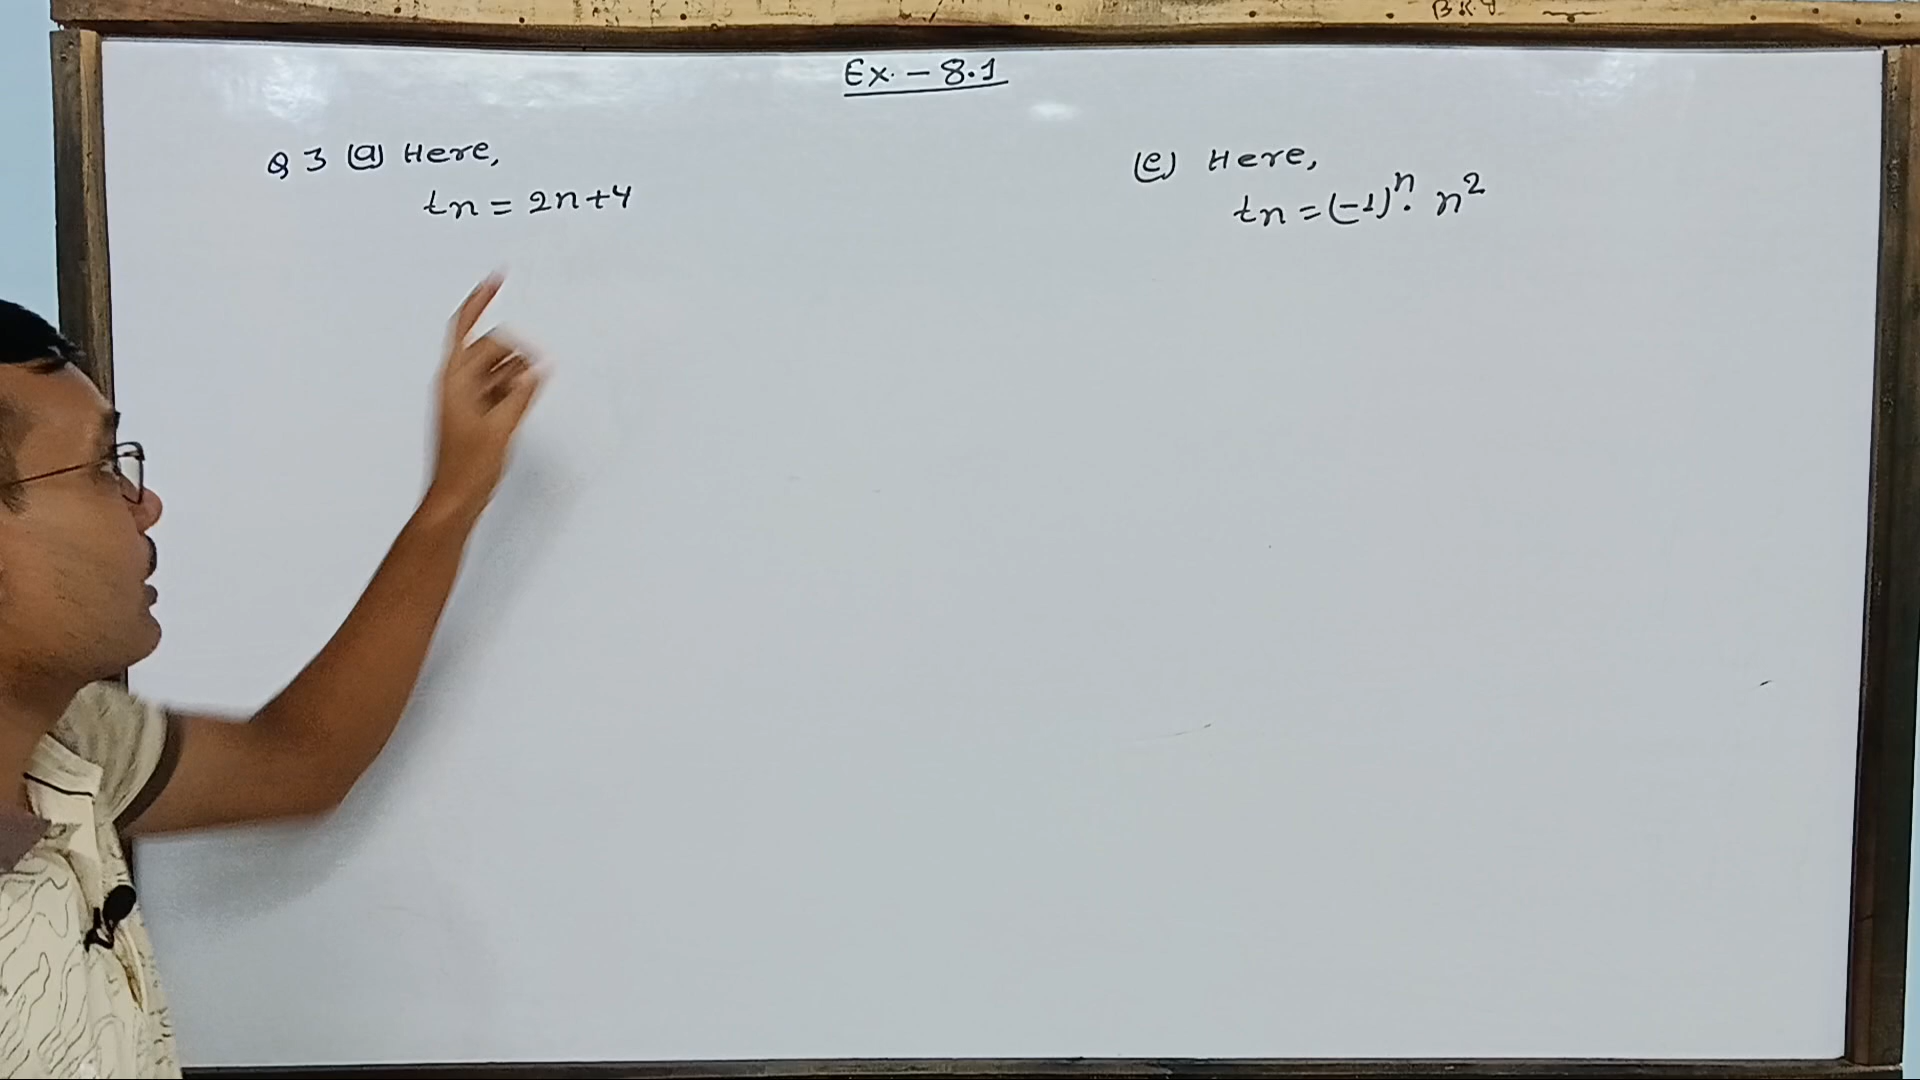 B.K.Y
Ex. - 8.1
Q 3 (a) Here,
tn = 2n+4
(e) Here,
tn = (-1)ⁿ. n²